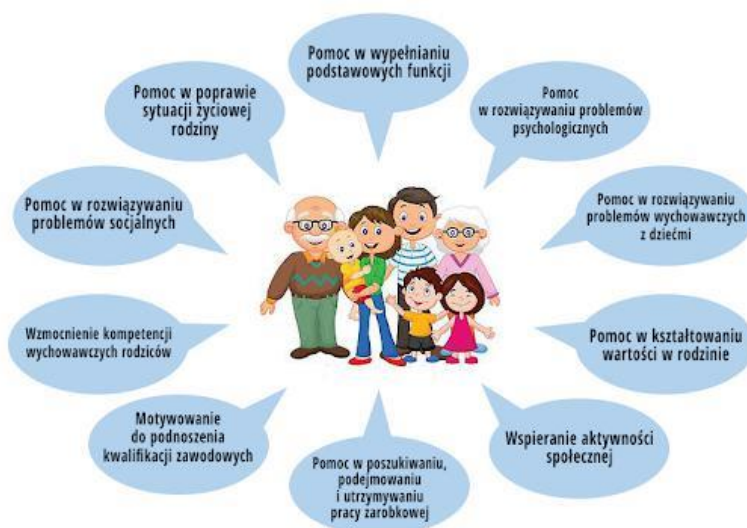 Pomoc w wypełnianiu
podstawowych funkcji
Pomoc
w rozwiązywaniu problemów
psychologicznych
Pomoc w rozwiązywaniu
problemów wychowawczych
z dziećmi
Pomoc w kształtowaniu
wartości w rodzinie
Wspieranie aktywności
społecznej
Pomoc w poszukiwaniu,
podejmowaniu
i utrzymywaniu
pracy zarobkowej
Motywowanie
do podnoszenia
kwalifikacji zawodowych
Wzmocnienie kompetencji
wychowawczych rodziców
Pomoc w rozwiązywaniu
problemów socjalnych
Pomoc w poprawie
sytuacji życiowej
rodziny